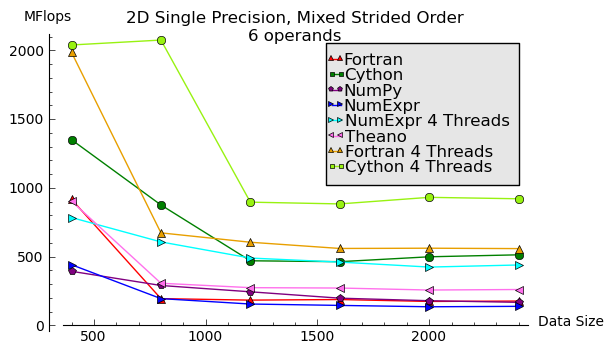 MFlops
2D Single Precision, Mixed Strided Order
6 operands
2000
1500
1000
500
0
Fortran
Cython
NumPy
NumExpr
NumExpr 4 Threads
Theano
Fortran 4 Threads
Cython 4 Threads
500
1000
1500
2000
Data Size